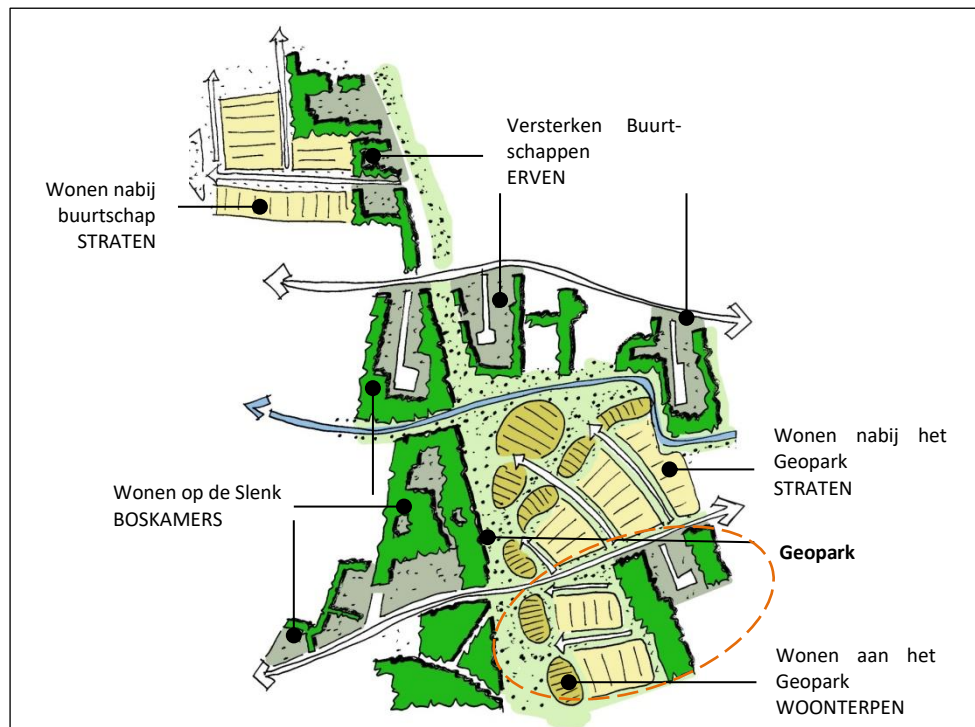 Versterken Buurt-
schappen
ERVEN
Wonen nabij
buurtschap
STRATEN
Wonen nabij het
Geopark
STRATEN
Wonen op de Slenk
BOSKAMERS
Geopark
Wonen aan het
Geopark
WOONTERPEN